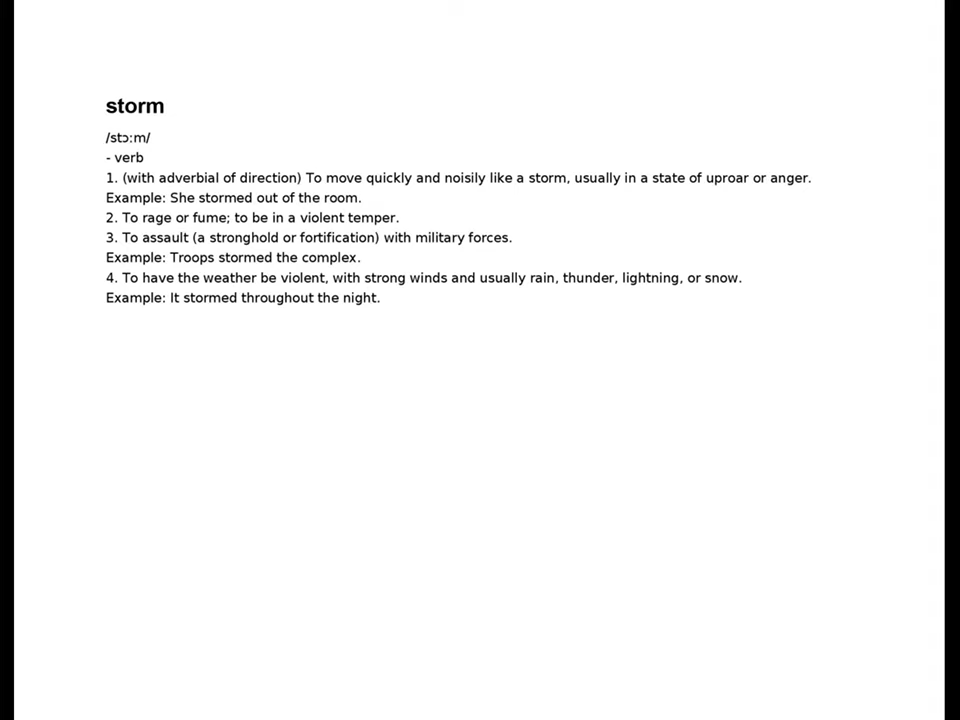 storm
/stɔːm/
- verb
1. (with adverbial of direction) To move quickly and noisily like a storm, usually in a state of uproar or anger.
Example: She stormed out of the room.
2. To rage or fume; to be in a violent temper.
3. To assault (a stronghold or fortification) with military forces.
Example: Troops stormed the complex.
4. To have the weather be violent, with strong winds and usually rain, thunder, lightning, or snow.
Example: It stormed throughout the night.